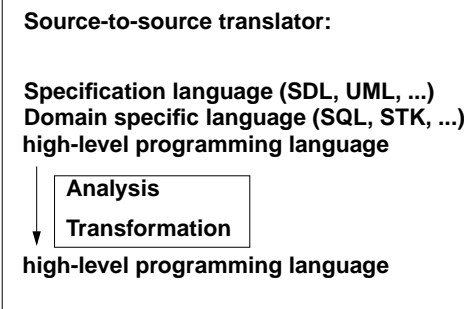 Source-to-source translator:
Specification language (SDL, UML, ...)
Domain specific language (SQL, STK, ...)
high-level programming language
Analysis
Transformation
high-level programming language